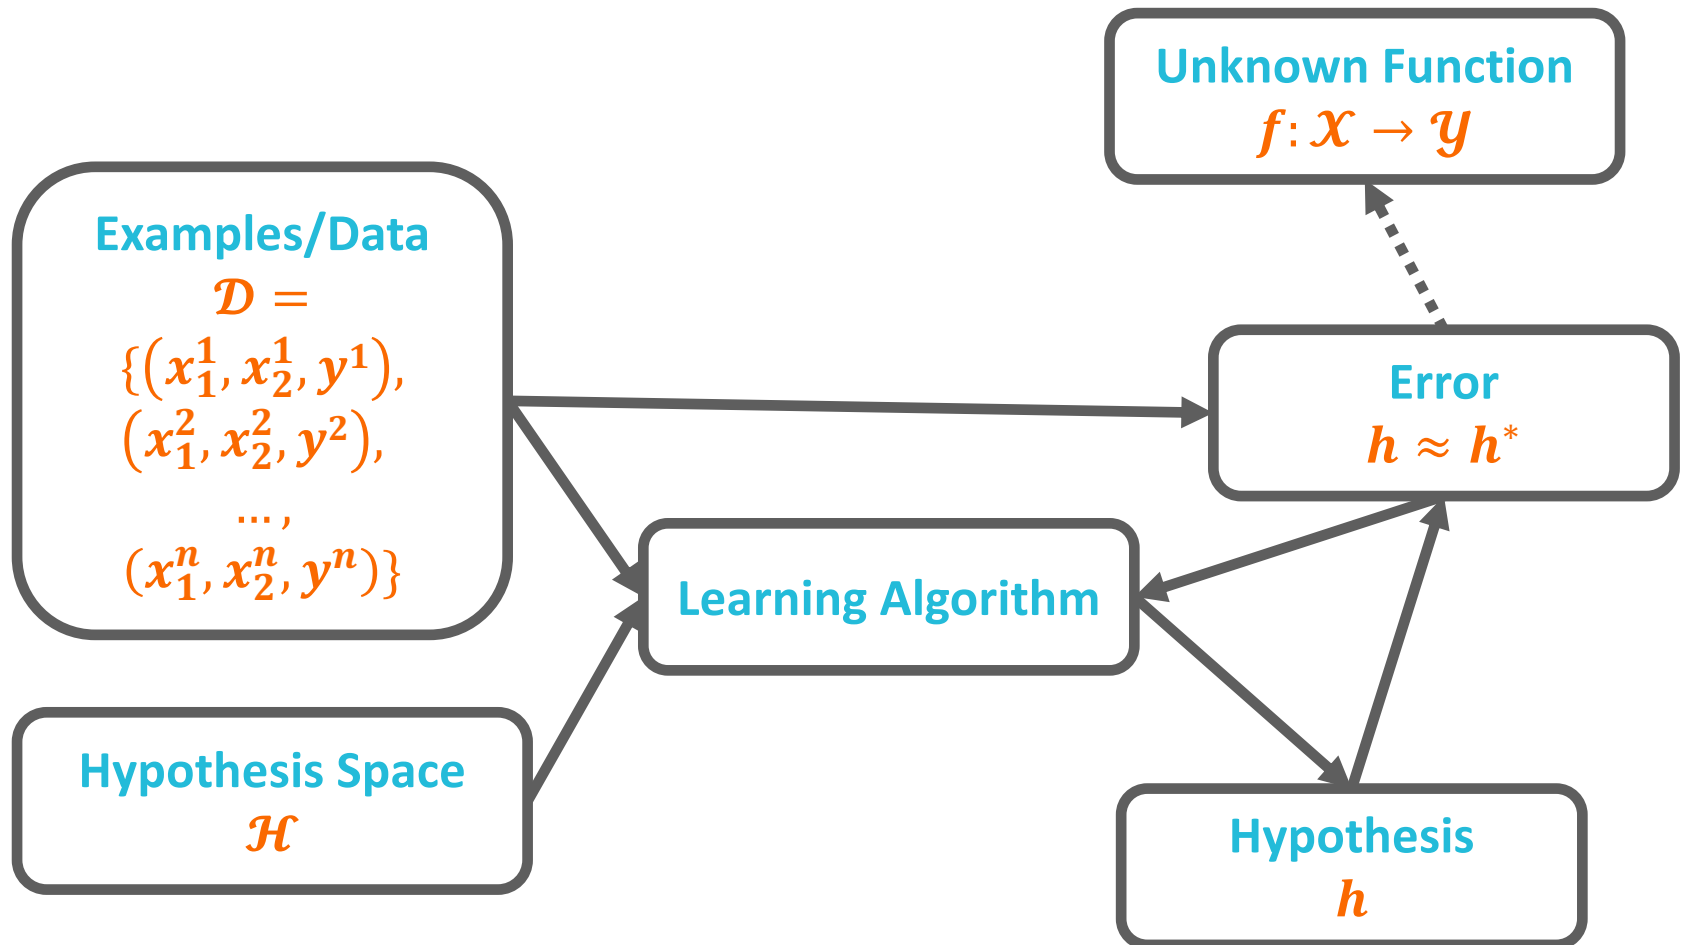 Unknown Function
𝒇: 𝓧 → 𝓨
Examples/Data
𝓓 =
{(x₁¹, x₂¹, y¹),
(x₁², x₂², y²),
… ,
(x₁ⁿ, x₂ⁿ, yⁿ)}
Error
h ≈ h*
Learning Algorithm
Hypothesis Space
𝓗
Hypothesis
h